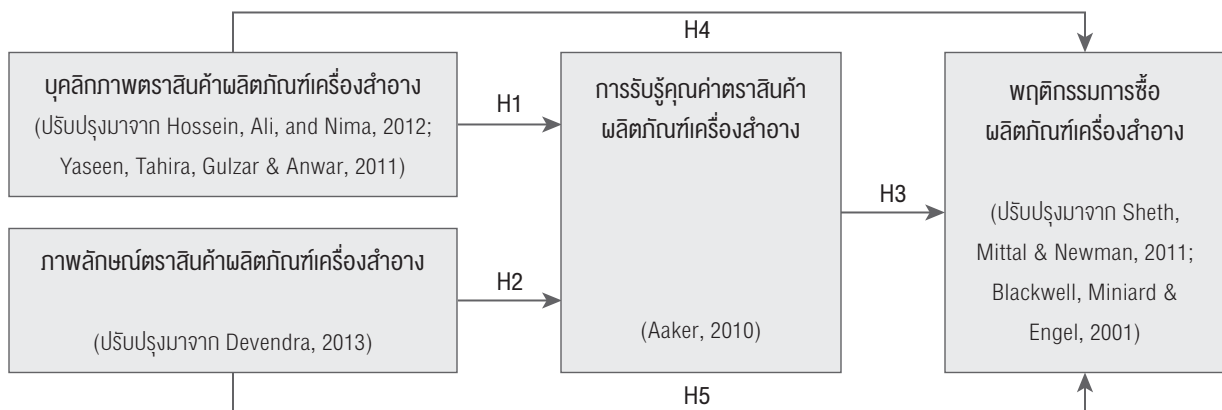 H4
บุคลิกภาพตราสินค้าผลิตภัณฑ์เครื่องสำอาง
(ปรับปรุงมาจาก Hossein, Ali, and Nima, 2012;
Yaseen, Tahira, Gulzar & Anwar, 2011)
H1
ภาพลักษณ์ตราสินค้าผลิตภัณฑ์เครื่องสำอาง
(ปรับปรุงมาจาก Devendra, 2013)
H2
การรับรู้คุณค่าตราสินค้า
ผลิตภัณฑ์เครื่องสำอาง
(Aaker, 2010)
H3
พฤติกรรมการซื้อ
ผลิตภัณฑ์เครื่องสำอาง
(ปรับปรุงมาจาก Sheth,
Mittal & Newman, 2011;
Blackwell, Miniard &
Engel, 2001)
H5